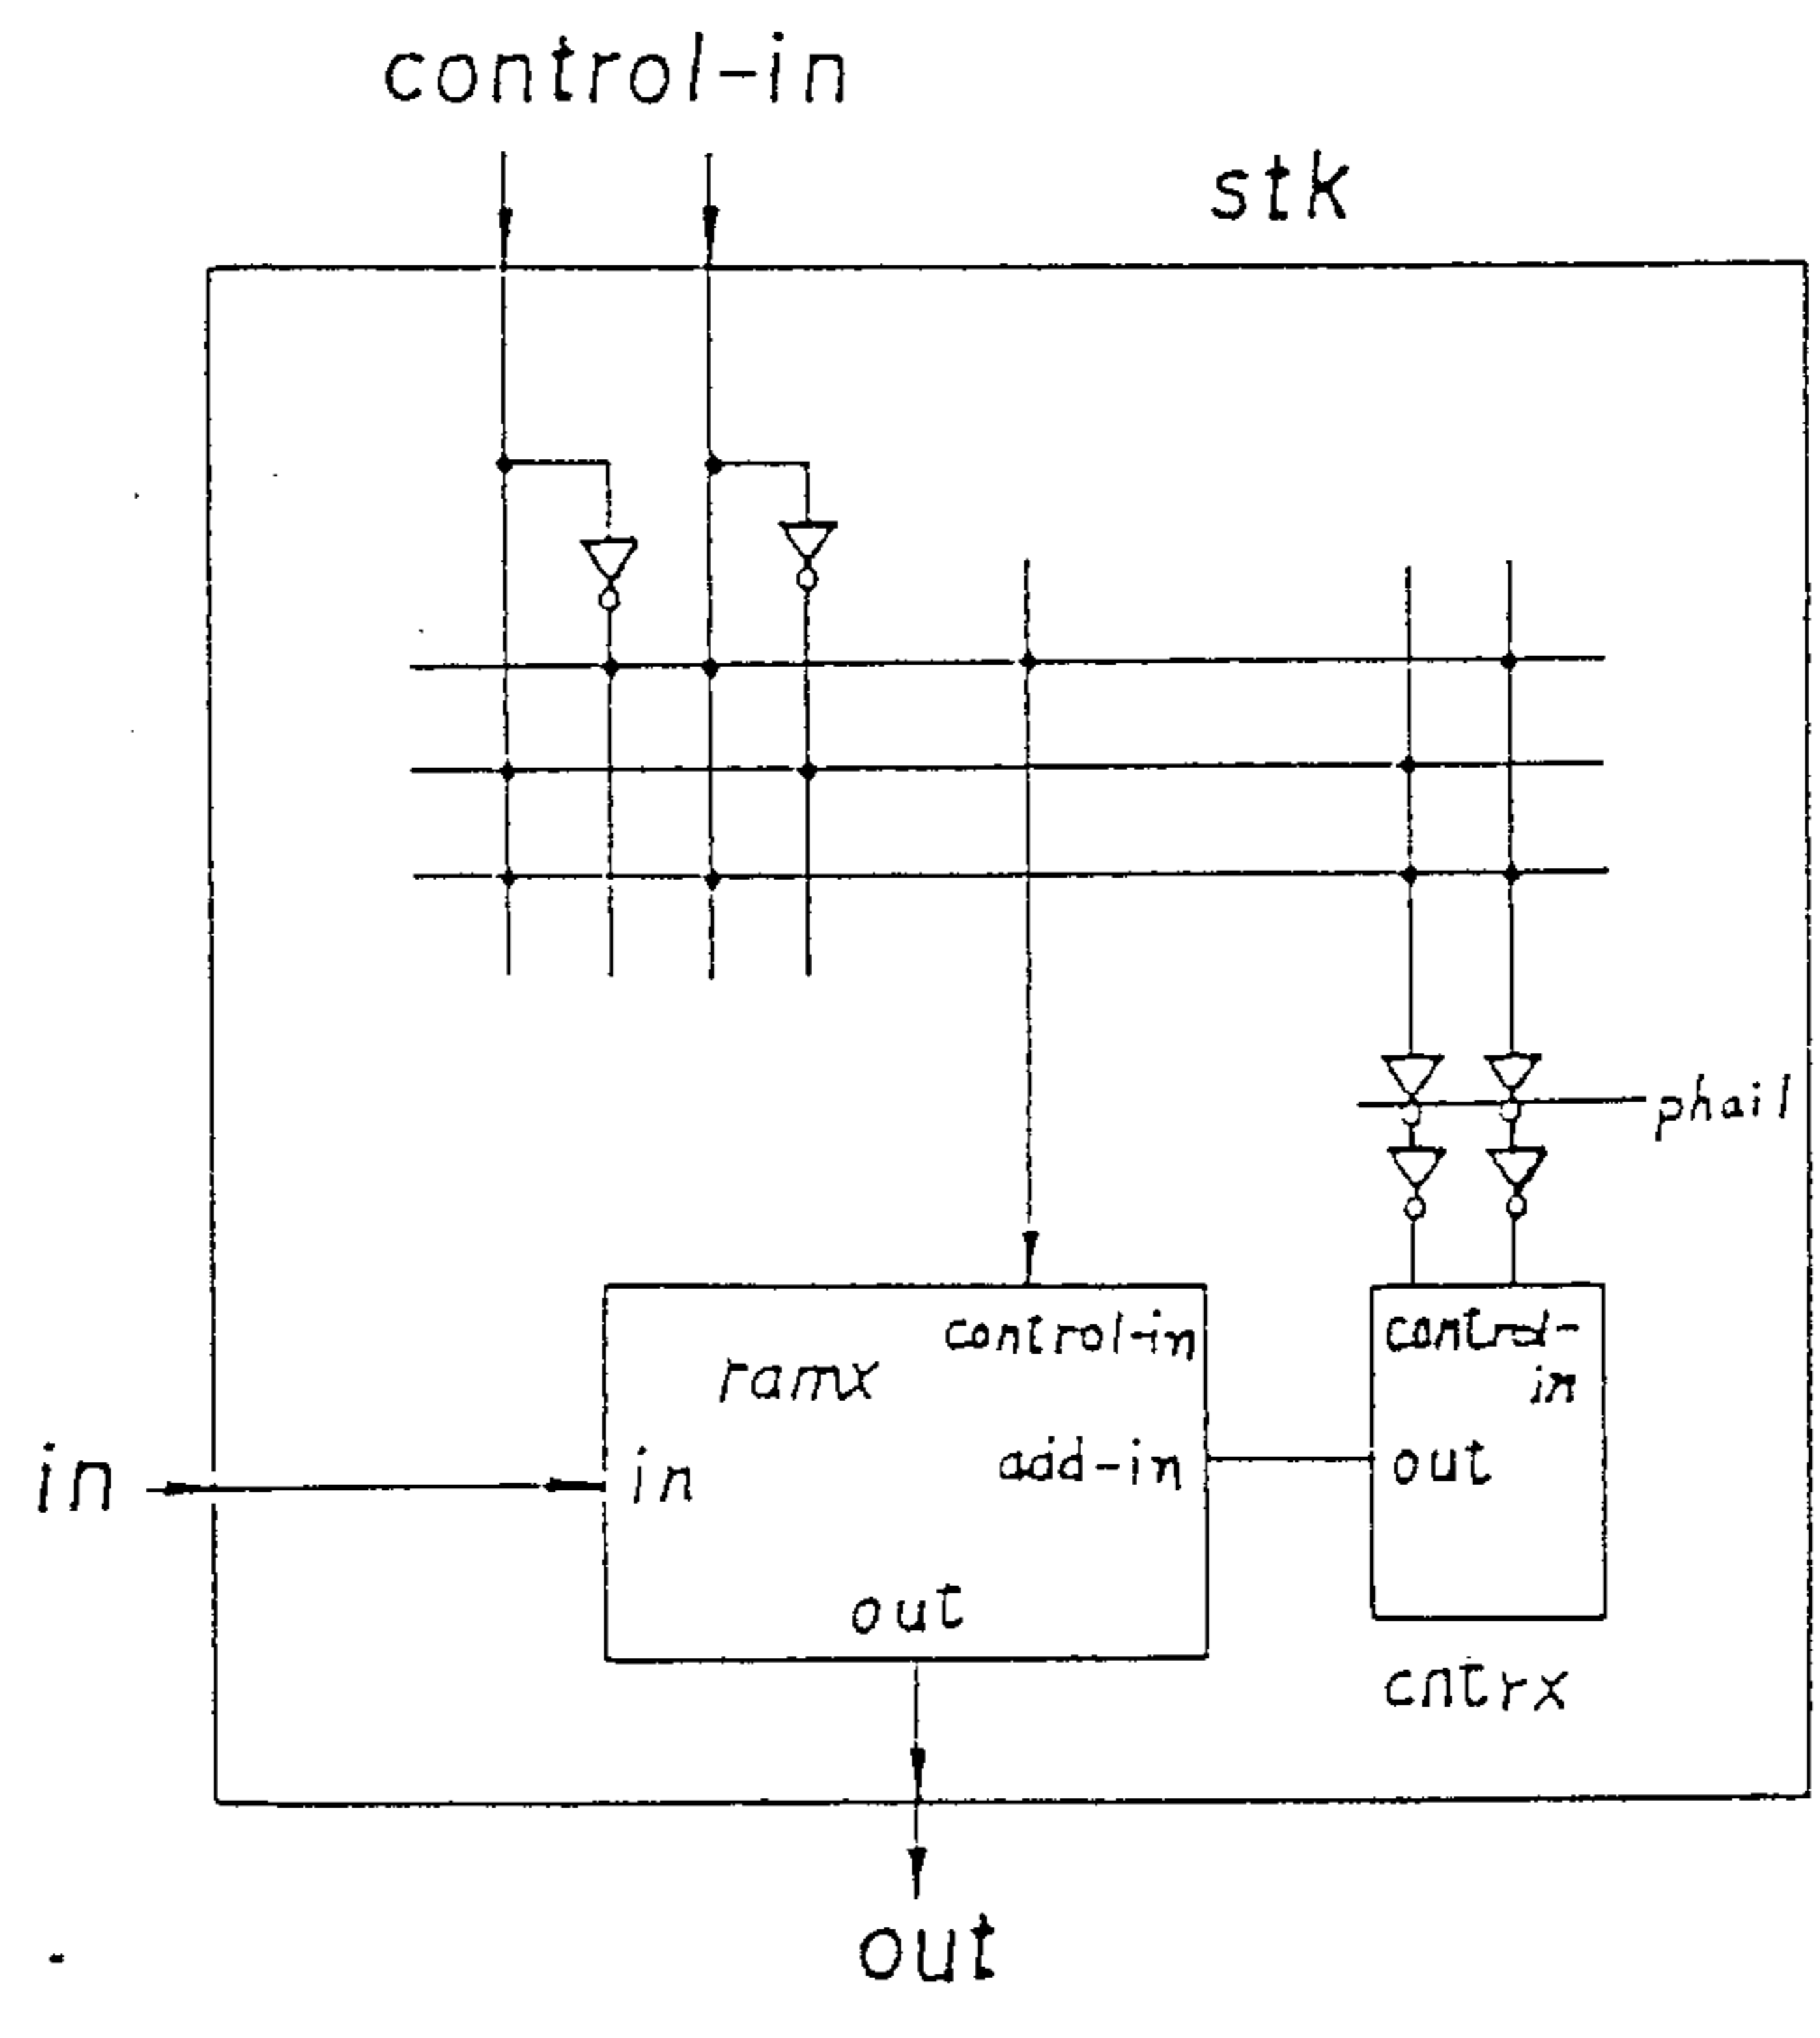 control-in
stk
phail
control-in
ramx
in
add-in
out
control-
in
out
cntrx
in
out